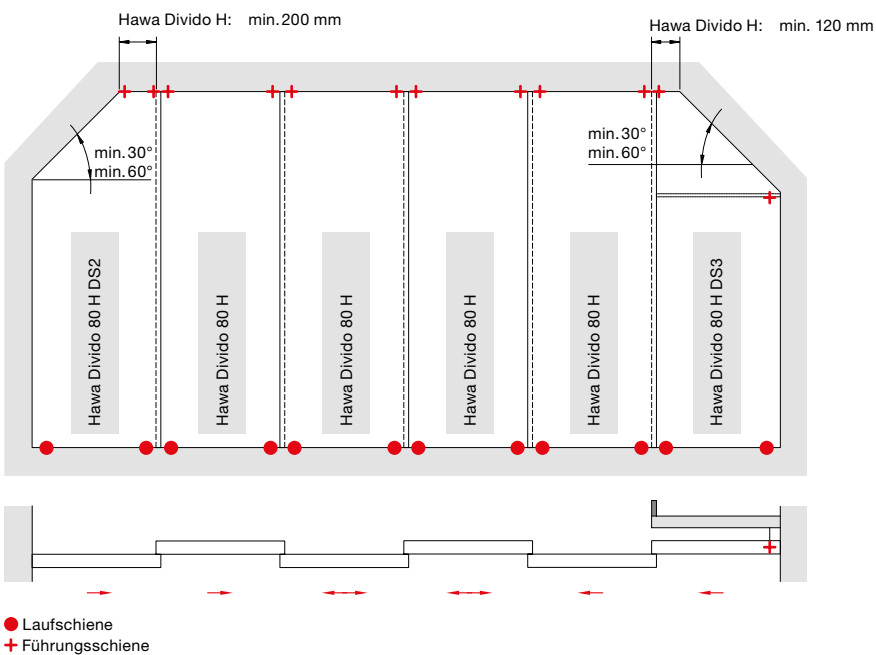 Hawa Divido H: min. 200 mm
Hawa Divido H: min. 120 mm
min. 30°
min. 60°
min. 30°
min. 60°
Hawa Divido 80 H DS2
Hawa Divido 80 H
Hawa Divido 80 H
Hawa Divido 80 H
Hawa Divido 80 H
Hawa Divido 80 H DS3
Laufschiene
Führungsschiene